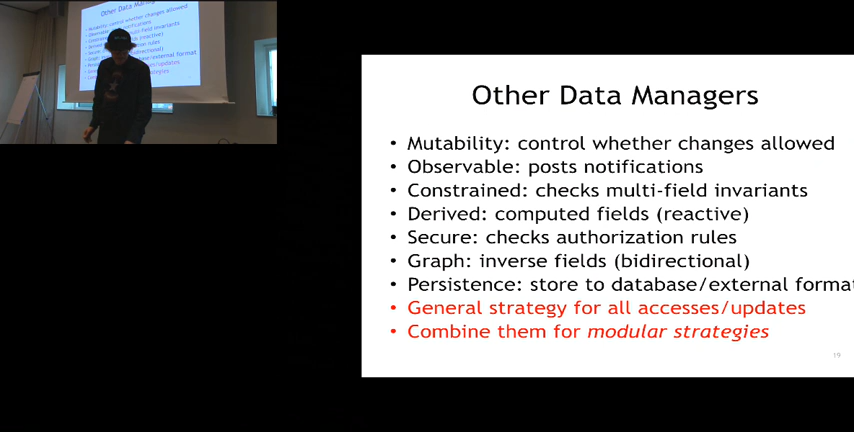 Other Data Managers
• Mutability: control whether changes allowed
• Observable: posts notifications
• Constrained: checks multi-field invariants
• Derived: computed fields (reactive)
• Secure: checks authorization rules
• Graph: inverse fields (bidirectional)
• Persistence: store to database/external format
• General strategy for all accesses/updates
• Combine them for modular strategies
19